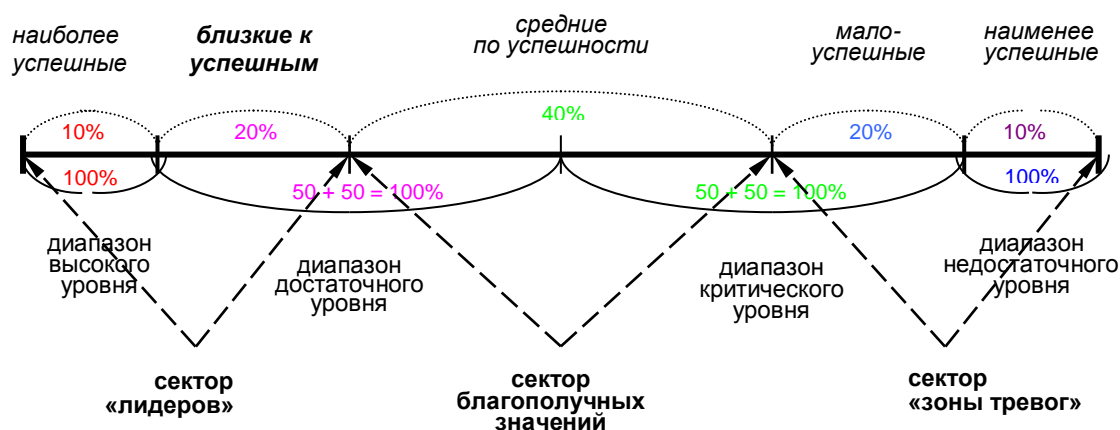 наиболее
успешные
близкие к
успешным
средние
по успешности
мало-
успешные
наименее
успешные
10%
20%
40%
20%
10%
100%
50 + 50 = 100%
50 + 50 = 100%
100%
диапазон
высокого
уровня
диапазон
достаточного
уровня
диапазон
критического
уровня
диапазон
недостаточного
уровня
сектор
«лидеров»
сектор
благополучных
значений
сектор
«зоны тревог»